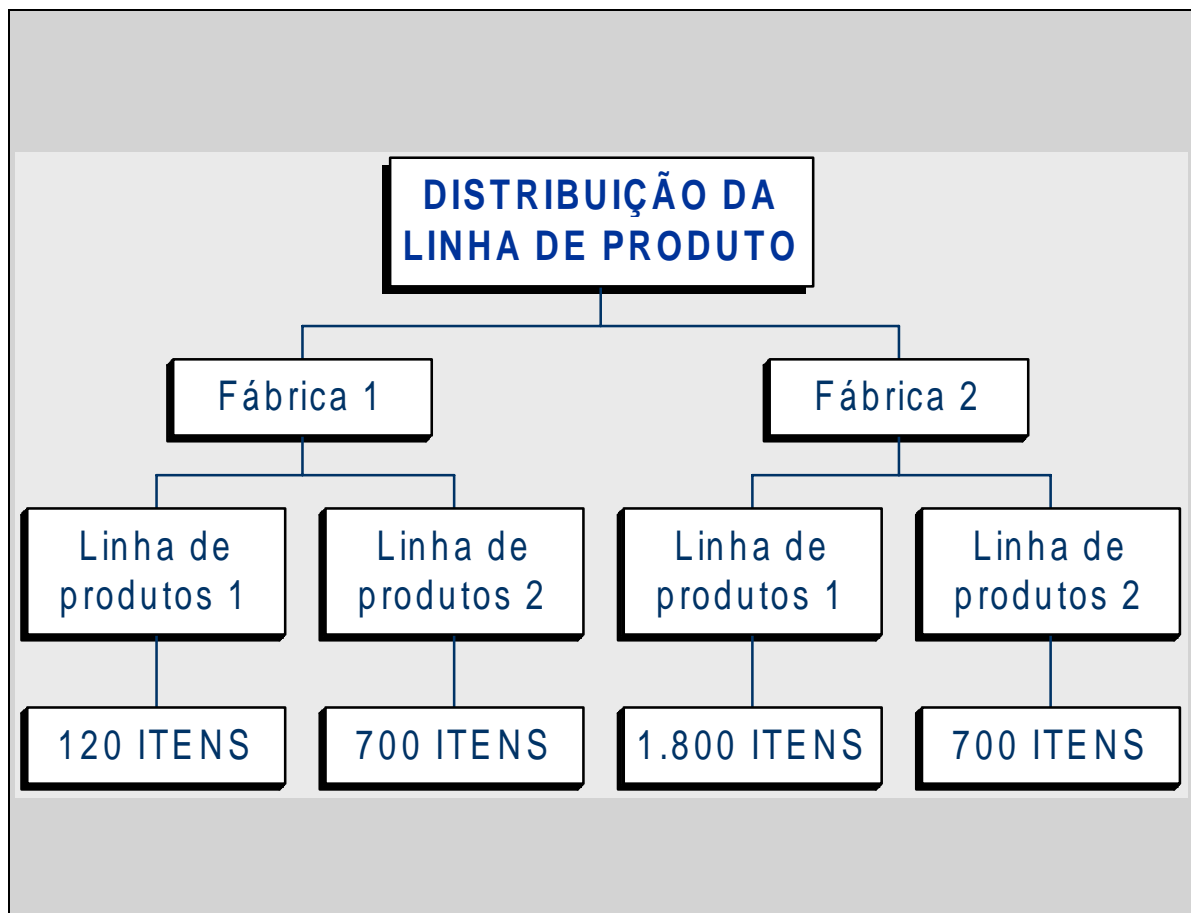 DISTRIBUIÇÃO DA
LINHA DE PRODUTO
Fábrica 1
Fábrica 2
Linha de
produtos 1
Linha de
produtos 2
Linha de
produtos 1
Linha de
produtos 2
120 ITENS
700 ITENS
1.800 ITENS
700 ITENS